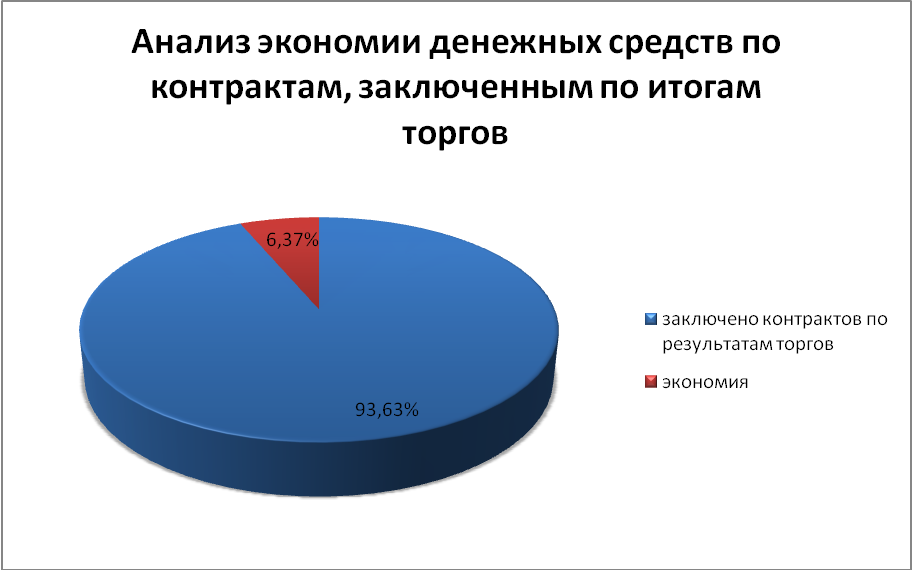 Анализ экономии денежных средств по
контрактам, заключенным по итогам
торгов
6,37%
93,63%
заключено контрактов по
результатам торгов
экономия